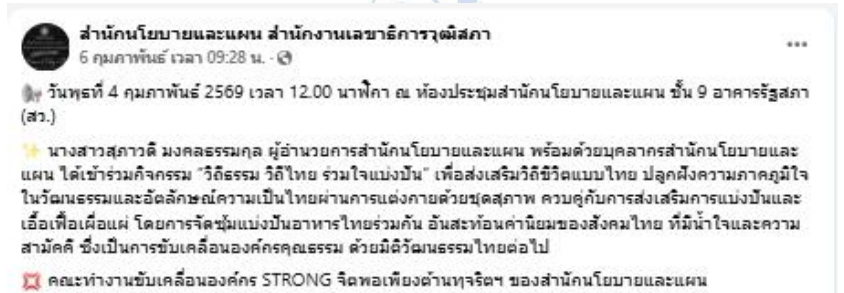 สำนักนโยบายและแผน สำนักงานเลขาธิการวุฒิสภา
6 กุมภาพันธ์ เวลา 09:28 น. ·
วันพุธที่ 4 กุมภาพันธ์ 2569 เวลา 12.00 นาฬิกา ณ ห้องประชุมสำนักนโยบายและแผน ชั้น 9 อาคารรัฐสภา
(สว.)
นางสาวสุภาวดี มงคลธรรมกุล ผู้อำนวยการสำนักนโยบายและแผน พร้อมด้วยบุคลากรสำนักนโยบายและ
แผน ได้เข้าร่วมกิจกรรม "วิถีธรรม วิถีไทย ร่วมใจแบ่งปัน" เพื่อส่งเสริมวิถีชีวิตแบบไทย ปลูกฝังความภาคภูมิใจ
ในวัฒนธรรมและอัตลักษณ์ความเป็นไทยผ่านการแต่งกายด้วยชุดสุภาพ ควบคู่กับการส่งเสริมการแบ่งปันและ
เอื้อเฟื้อเผื่อแผ่ โดยการจัดซุ้มแบ่งปันอาหารไทยร่วมกัน อันสะท้อนค่านิยมของสังคมไทย ที่มีน้ำใจและความ
สามัคคี ซึ่งเป็นการขับเคลื่อนองค์กรคุณธรรม ด้วยมิติวัฒนธรรมไทยต่อไป
คณะทำงานขับเคลื่อนองค์กร STRONG จิตพอเพียงต้านทุจริตฯ ของสำนักนโยบายและแผน